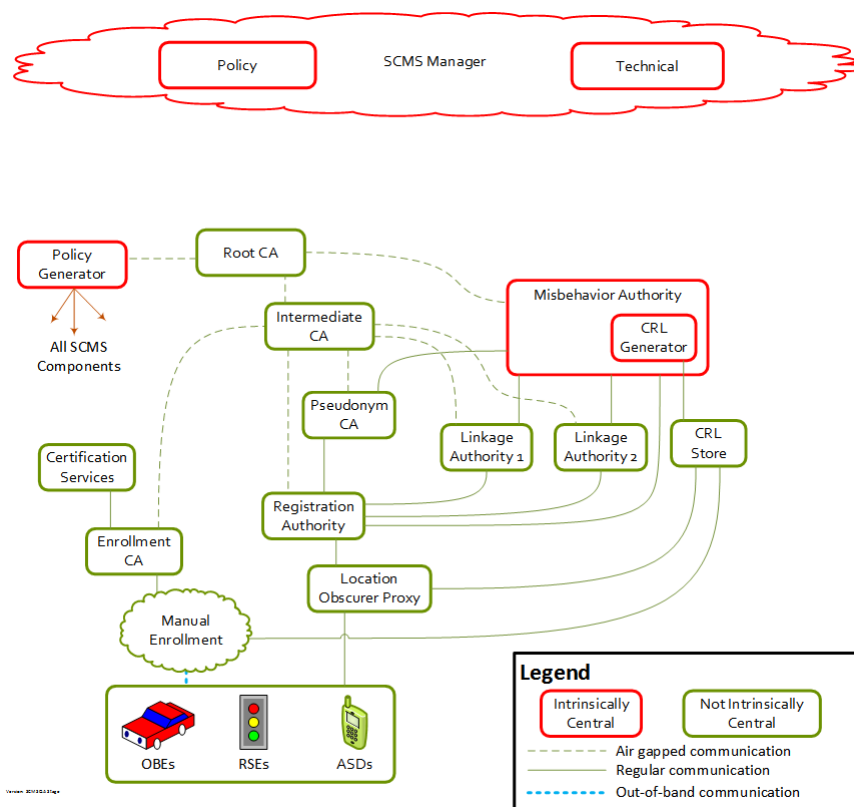 Policy
SCMS Manager
Technical
Policy
Generator
Root CA
Misbehavior Authority
Intermediate
CA
CRL
Generator
All SCMS
Components
Pseudonym
CA
Linkage
Authority 1
Linkage
Authority 2
CRL
Store
Certification
Services
Registration
Authority
Enrollment
CA
Location
Obscurer Proxy
Manual
Enrollment
OBEs
RSEs
ASDs
Legend
Intrinsically
Central
Not Intrinsically
Central
Air gapped communication
Regular communication
Out-of-band communication